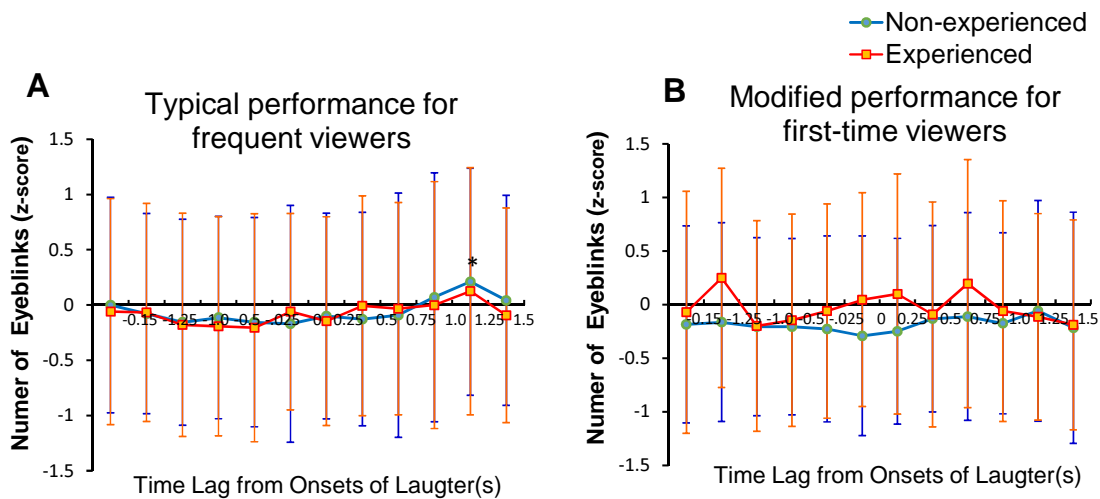 Non-experienced
Experienced
A
Typical performance for
frequent viewers
Numer of Eyeblinks (z-score)
1.5
1
0.5
0
-0.5
-1
-1.5
-0.15 -1.25 -1.0 -0.5 -0.25 0 0.25 0.5 0.75 1.0 1.25 1.5
*
Time Lag from Onsets of Laugter(s)
B
Modified performance for
first-time viewers
Number of Eyeblinks (z-score)
1.5
1
0.5
0
-0.5
-1
-1.5
-0.15 -1.25 -1.0 -0.5 -025 0 0.25 0.5 0.75 1.0 1.25 1.5
Time Lag from Onsets of Laugter(s)